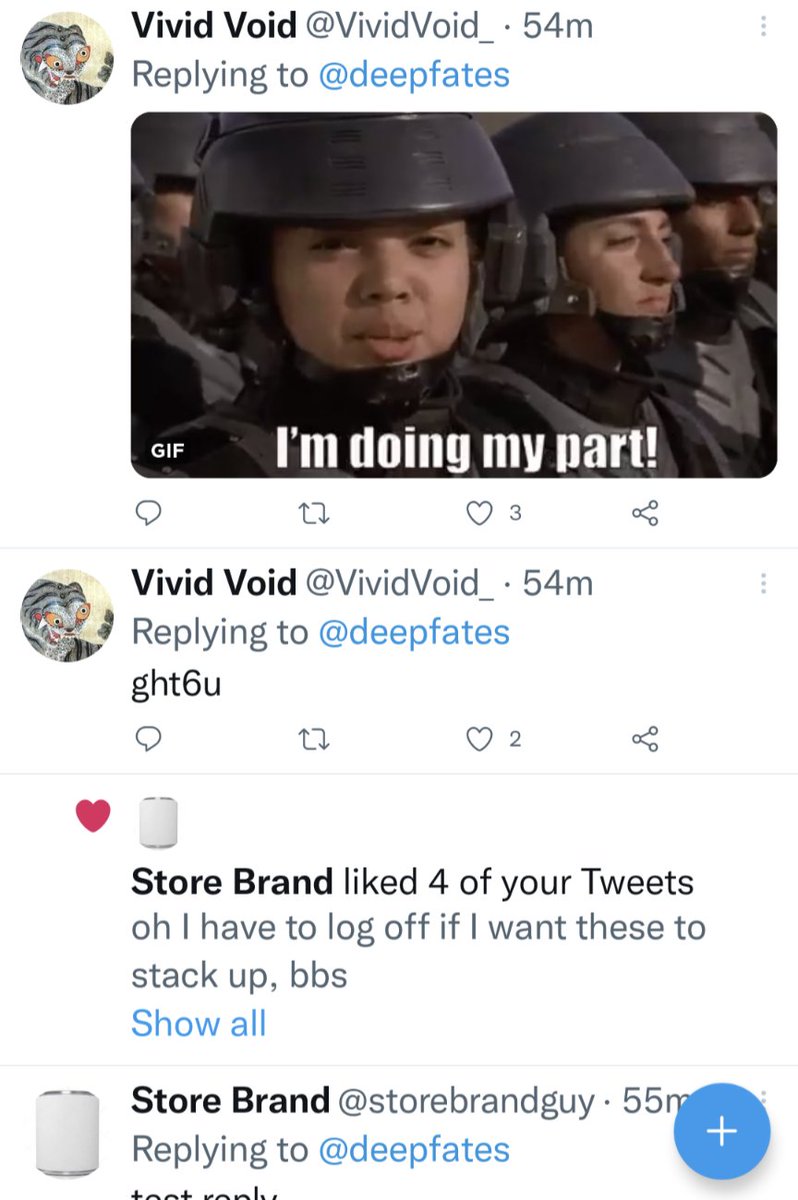 Vivid Void @VividVoid_ · 54m
Replying to @deepfates
I'm doing my part!
GIF
3
Vivid Void @VividVoid_ · 54m
Replying to @deepfates
ght6u
2
Store Brand liked 4 of your Tweets
oh I have to log off if I want these to
stack up, bbs
Show all
Store Brand @storebrandguy · 55m
Replying to @deepfates
test reply